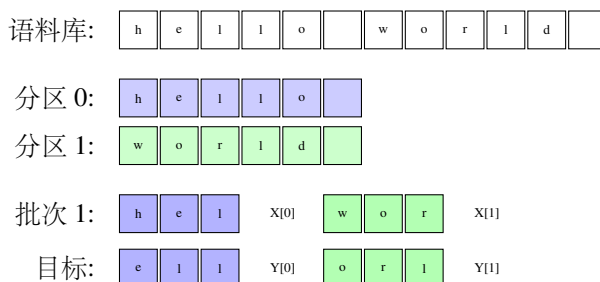 语料库: h e l l o w o r l d
分区 0: h e l l o
分区 1: w o r l d
批次 1: h e l X[0] w o r X[1]
目标: e l l Y[0] o r l Y[1]